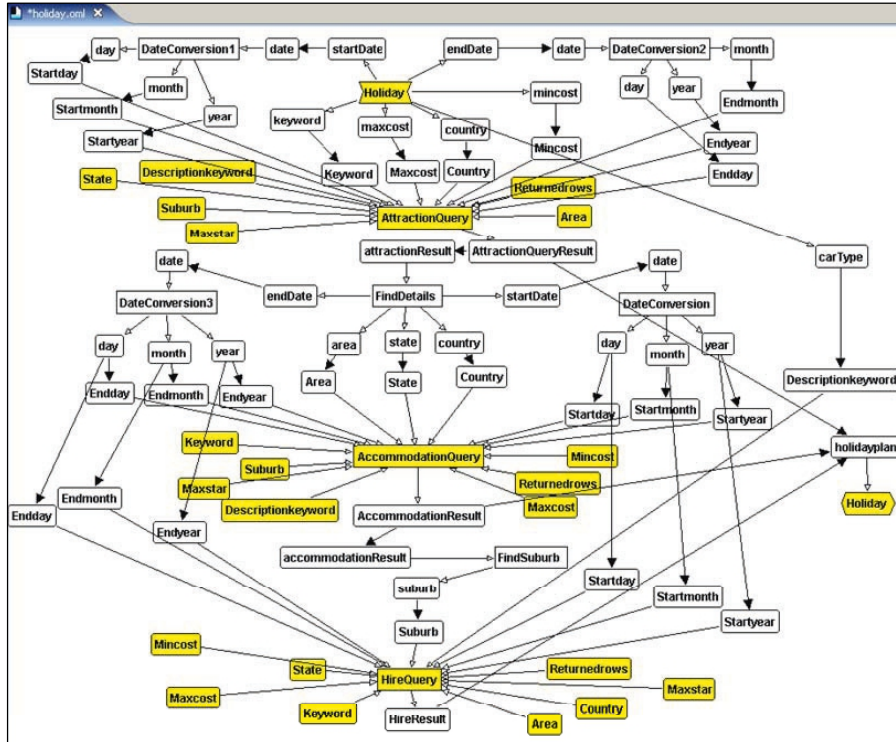 *holiday.oml
day
DateConversion1
date
startDate
endDate
date
DateConversion2
month
Startday
month
Holiday
mincost
day
year
Startmonth
year
keyword
maxcost
country
Endmonth
Startyear
Mincost
Endyear
State
Descriptionkeyword
Keyword
Maxcost
Country
Returnedrows
Endday
Suburb
AttractionQuery
Area
Maxstar
date
attractionResult
AttractionQueryResult
date
carType
DateConversion3
endDate
FindDetails
startDate
DateConversion
day
month
year
area
state
country
day
month
year
Endday
Endmonth
Endyear
Area
State
Country
Descriptionkeyword
Startday
Startmonth
Startyear
Keyword
Suburb
AccommodationQuery
Mincost
holidayplan
Maxstar
Returnedrows
Endmonth
Descriptionkeyword
Maxcost
Holiday
Endday
AccommodationResult
Endyear
accommodationResult
FindSuburb
suburb
Startday
Startmonth
Suburb
Startyear
Mincost
State
HireQuery
Returnedrows
Maxcost
Maxstar
Keyword
HireResult
Area
Country